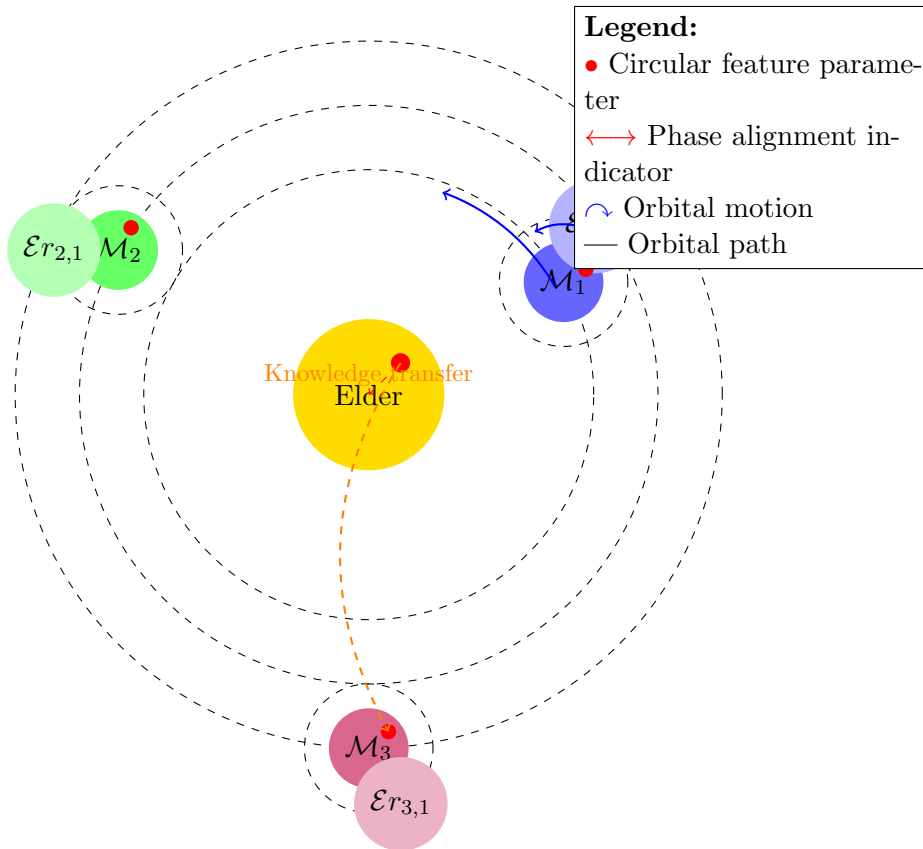 Legend:
Circular feature parame-
ter
Phase alignment in-
dicator
Orbital motion
Orbital path
ℰr₂,₁
ℳ₂
ℳ₁
Knowledge transfer
Elder
ℳ₃
ℰr₃,₁